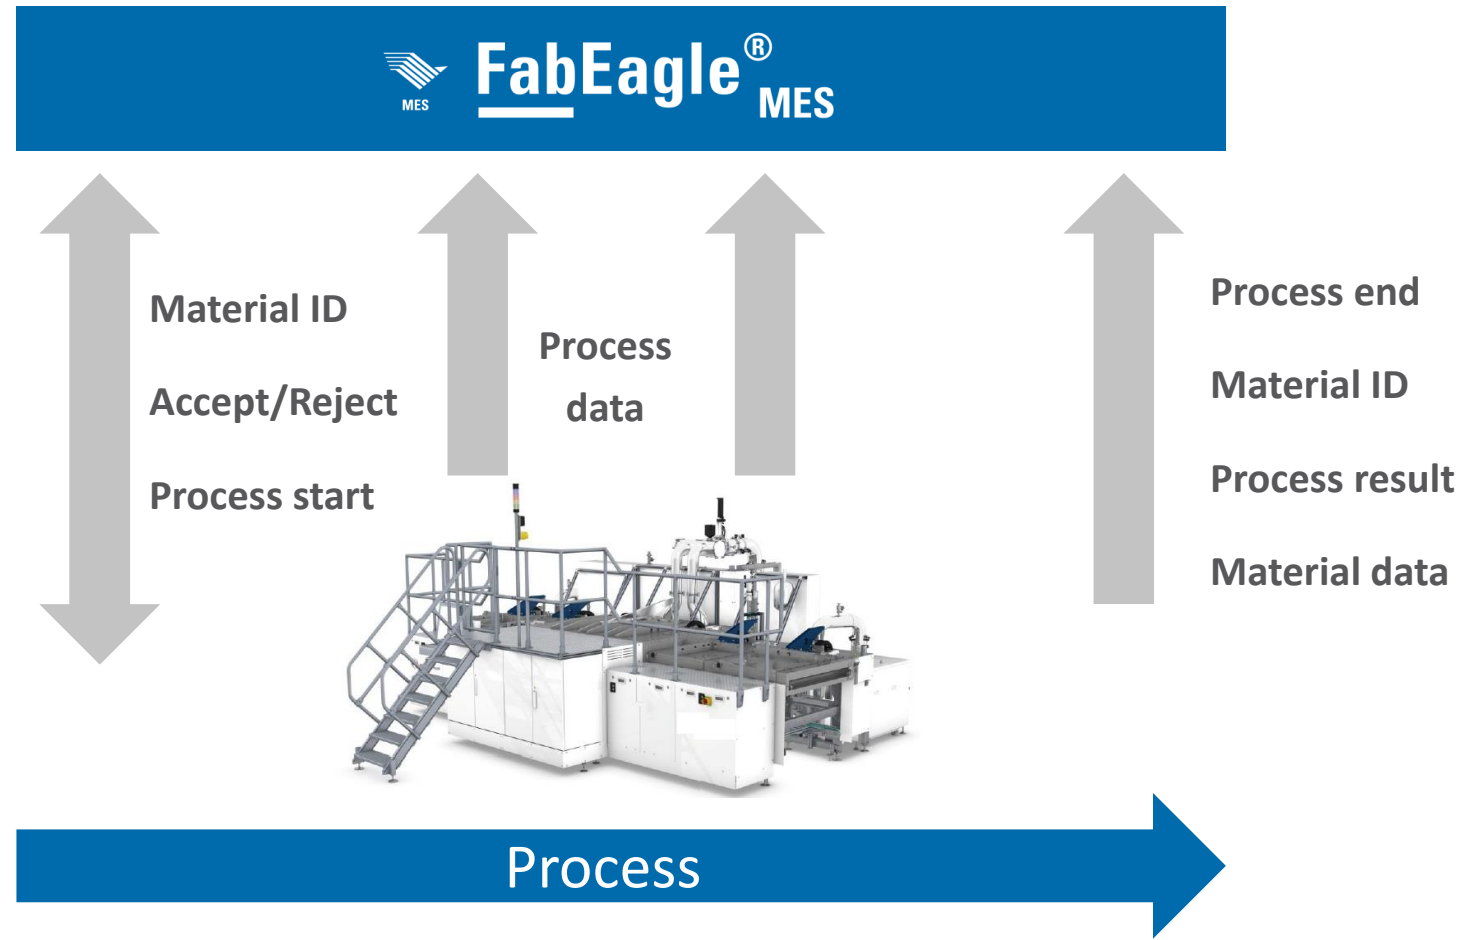 MES
FabEagle®
MES
Material ID
Accept/Reject
Process start
Process
data
Process end
Material ID
Process result
Material data
Process